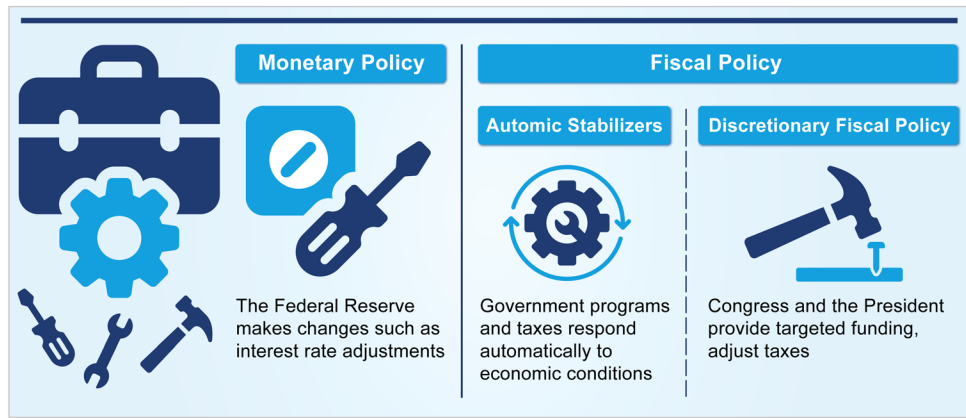 Monetary Policy
Fiscal Policy
Automic Stabilizers
Discretionary Fiscal Policy
The Federal Reserve
makes changes such as
interest rate adjustments
Government programs
and taxes respond
automatically to
economic conditions
Congress and the President
provide targeted funding,
adjust taxes